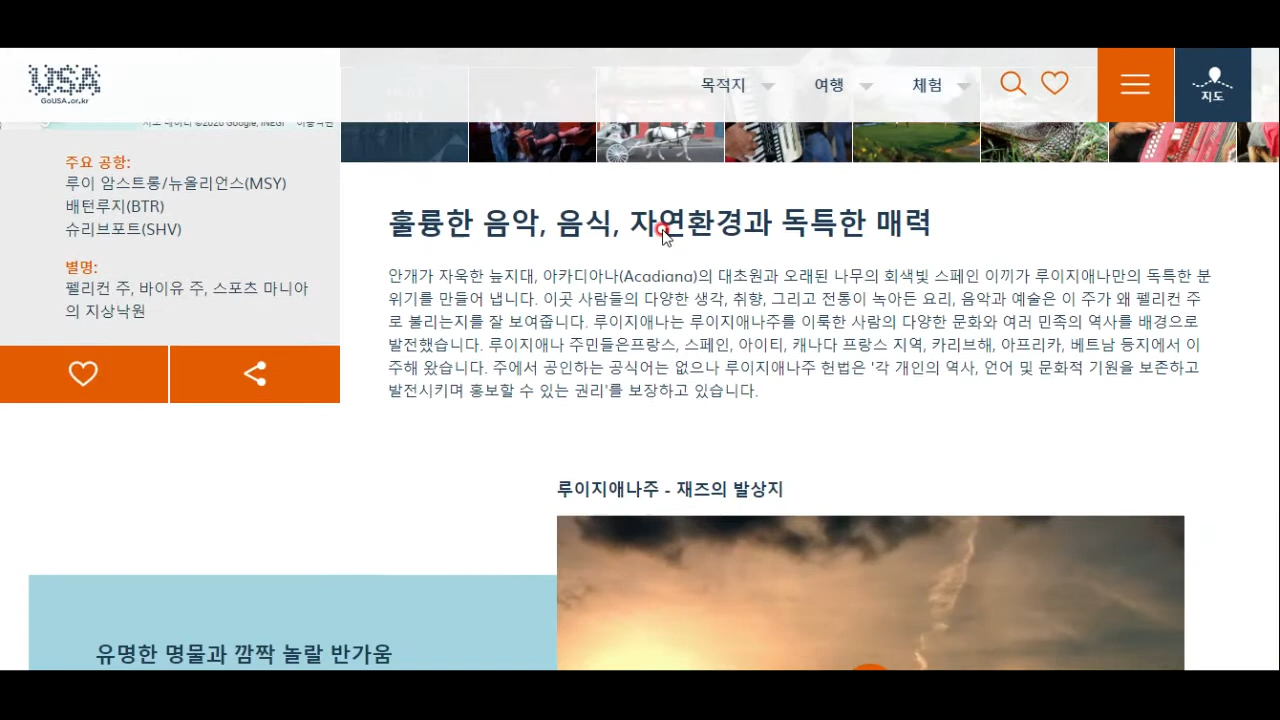 USA
GoUSA.or.kr
목적지
여행
체험
지도
지도 데이터 ©2020 Google, INEGI 이용약관
주요 공항:
루이 암스트롱/뉴올리언스(MSY)
배턴루지(BTR)
슈리브포트(SHV)
별명:
펠리컨 주, 바이유 주, 스포츠 마니아
의 지상낙원
훌륭한 음악, 음식, 자연환경과 독특한 매력
안개가 자욱한 늪지대, 아카디아나(Acadiana)의 대초원과 오래된 나무의 회색빛 스페인 이끼가 루이지애나만의 독특한 분
위기를 만들어 냅니다. 이곳 사람들의 다양한 생각, 취향, 그리고 전통이 녹아든 요리, 음악과 예술은 이 주가 왜 펠리컨 주
로 불리는지를 잘 보여줍니다. 루이지애나는 루이지애나주를 이룩한 사람의 다양한 문화와 여러 민족의 역사를 배경으로
발전했습니다. 루이지애나 주민들은프랑스, 스페인, 아이티, 캐나다 프랑스 지역, 카리브해, 아프리카, 베트남 등지에서 이
주해 왔습니다. 주에서 공인하는 공식어는 없으나 루이지애나주 헌법은 '각 개인의 역사, 언어 및 문화적 기원을 보존하고
발전시키며 홍보할 수 있는 권리'를 보장하고 있습니다.
루이지애나주 - 재즈의 발상지
유명한 명물과 깜짝 놀랄 반가움